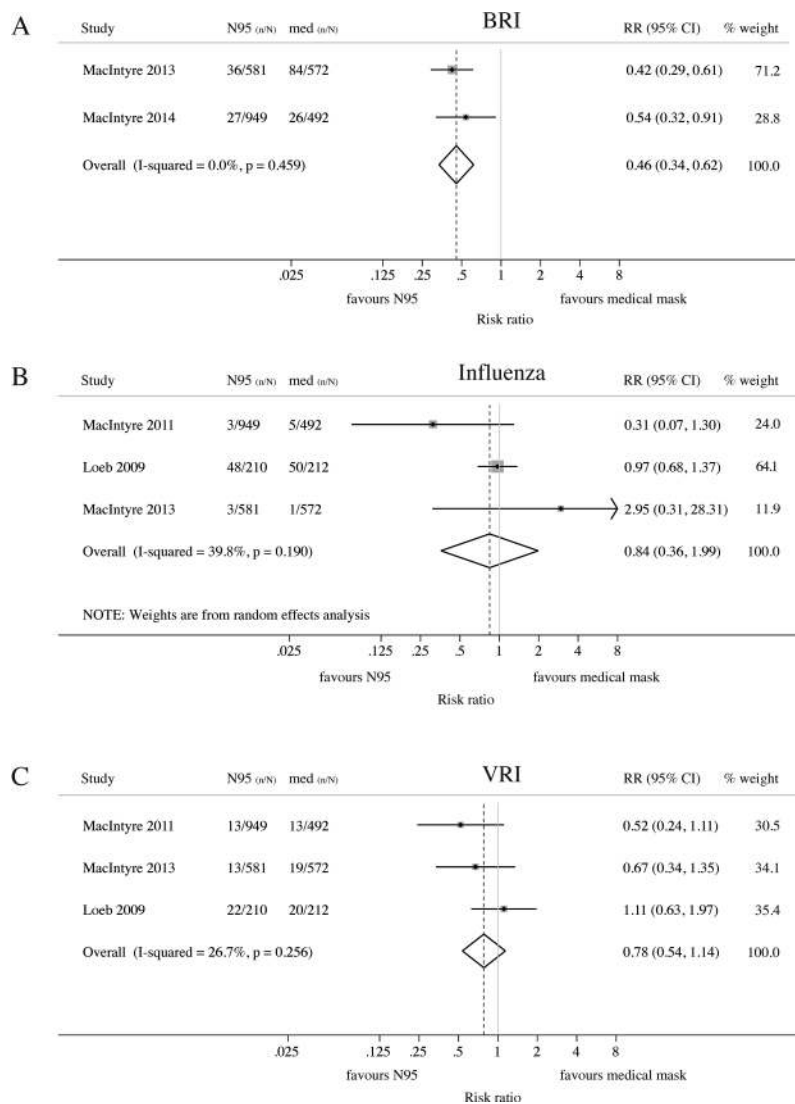 A
BRI
Study N95 (n/N) med (n/N) RR (95% CI) % weight
MacIntyre 2013 36/581 84/572 0.42 (0.29, 0.61) 71.2
MacIntyre 2014 27/949 26/492 0.54 (0.32, 0.91) 28.8
Overall (I-squared = 0.0%, p = 0.459) 0.46 (0.34, 0.62) 100.0
.025 .125 .25 .5 1 2 4 8
favours N95 favours medical mask
Risk ratio
B
Influenza
Study N95 (n/N) med (n/N) RR (95% CI) % weight
MacIntyre 2011 3/949 5/492 0.31 (0.07, 1.30) 24.0
Loeb 2009 48/210 50/212 0.97 (0.68, 1.37) 64.1
MacIntyre 2013 3/581 1/572 2.95 (0.31, 28.31) 11.9
Overall (I-squared = 39.8%, p = 0.190) 0.84 (0.36, 1.99) 100.0
NOTE: Weights are from random effects analysis
.025 .125 .25 .5 1 2 4 8
favours N95 favours medical mask
Risk ratio
C
VRI
Study N95 (n/N) med (n/N) RR (95% CI) % weight
MacIntyre 2011 13/949 13/492 0.52 (0.24, 1.11) 30.5
MacIntyre 2013 13/581 19/572 0.67 (0.34, 1.35) 34.1
Loeb 2009 22/210 20/212 1.11 (0.63, 1.97) 35.4
Overall (I-squared = 26.7%, p = 0.256) 0.78 (0.54, 1.14) 100.0
.025 .125 .25 .5 1 2 4 8
favours N95 favours medical mask
Risk ratio